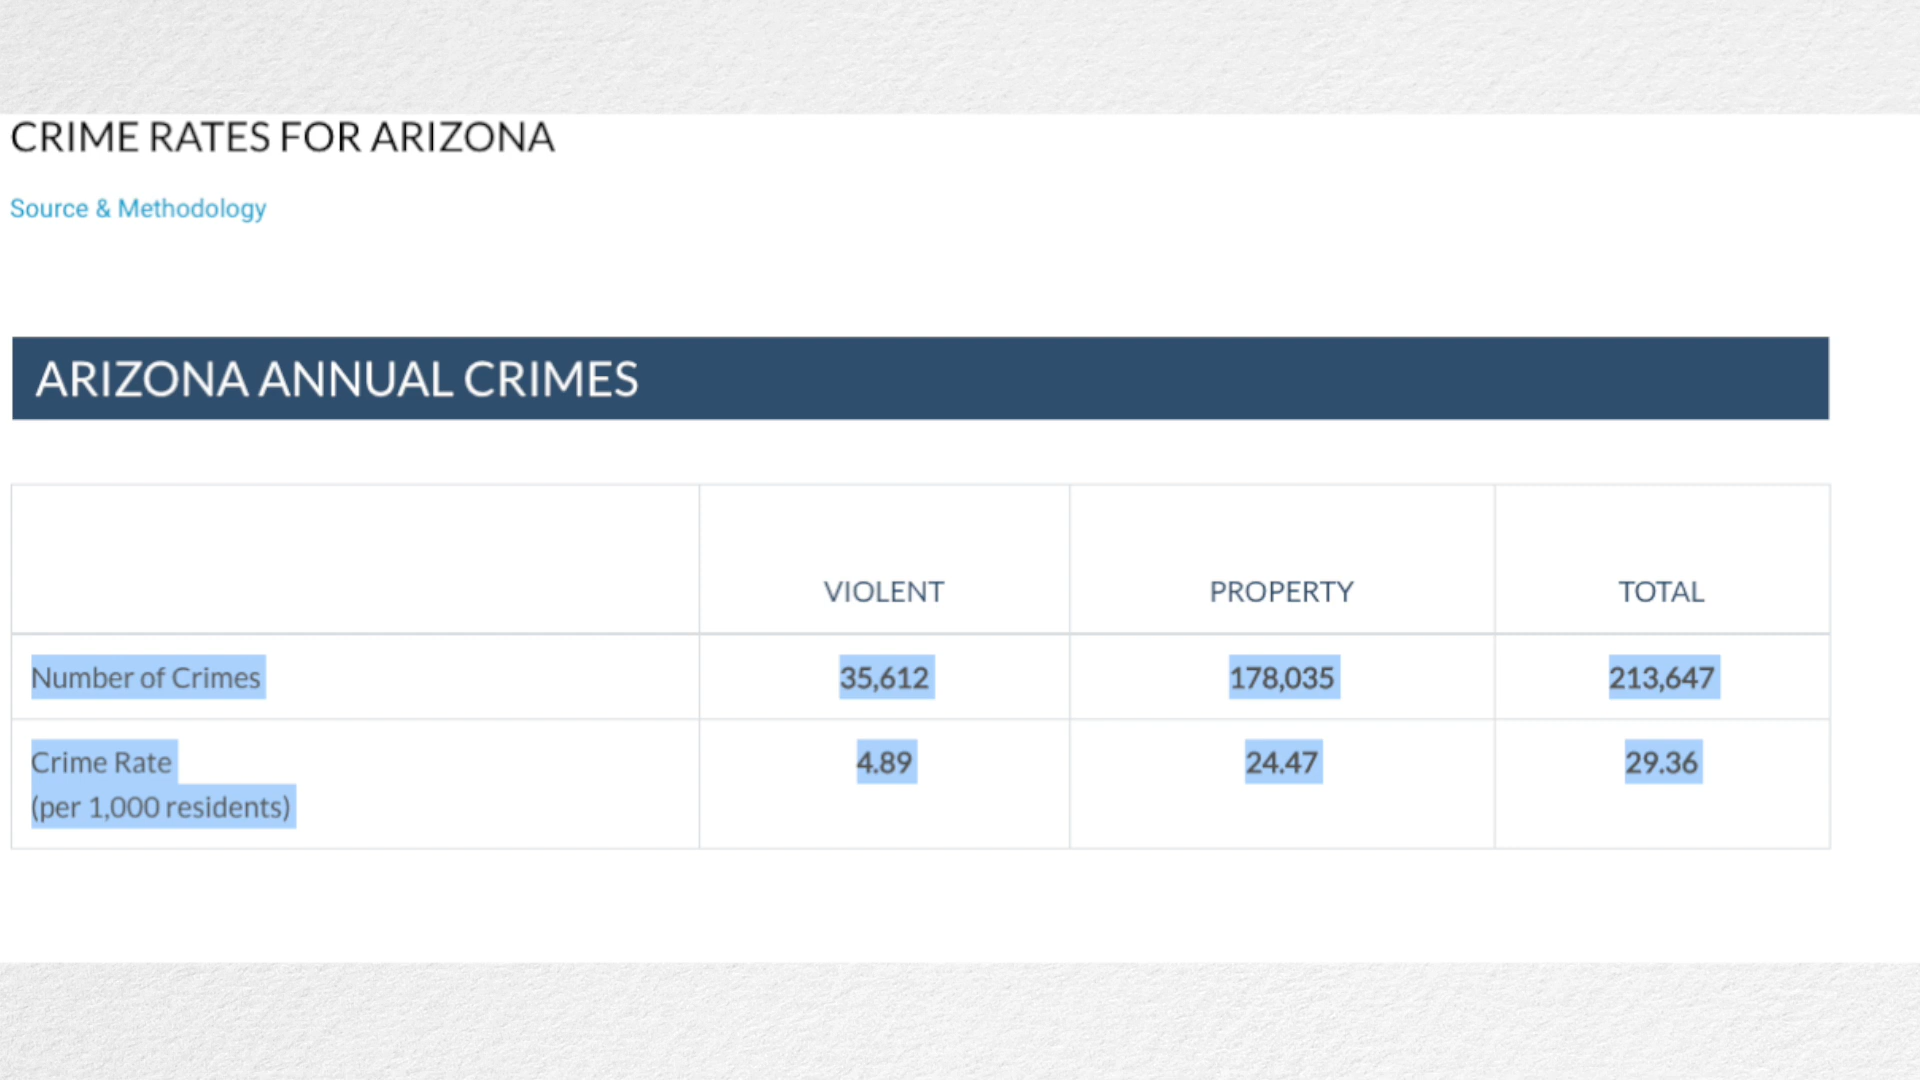 CRIME RATES FOR ARIZONA
Source & Methodology
ARIZONA ANNUAL CRIMES
VIOLENT PROPERTY TOTAL
Number of Crimes 35,612 178,035 213,647
Crime Rate 4.89 24.47 29.36
(per 1,000 residents)